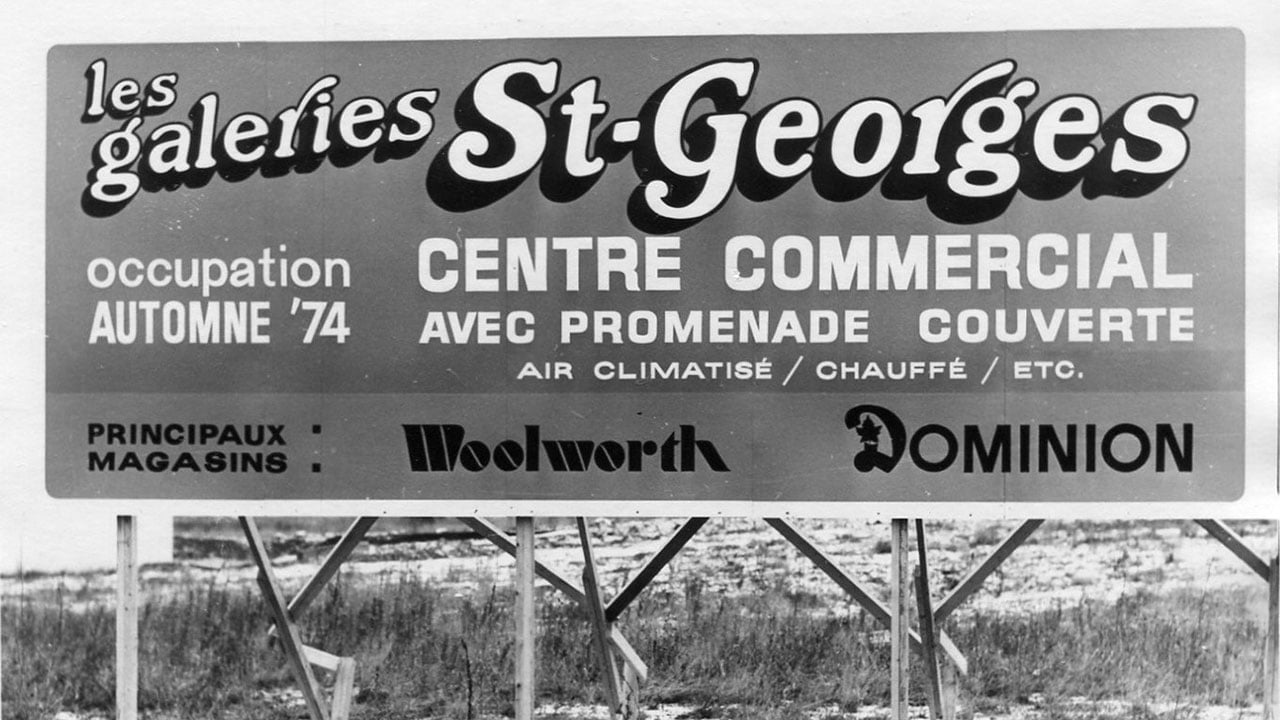 les
galeries St-Georges
occupation
AUTOMNE '74
CENTRE COMMERCIAL
AVEC PROMENADE COUVERTE
AIR CLIMATISÉ / CHAUFFÉ / ETC.
PRINCIPAUX
MAGASINS :
Woolworth
DOMINION